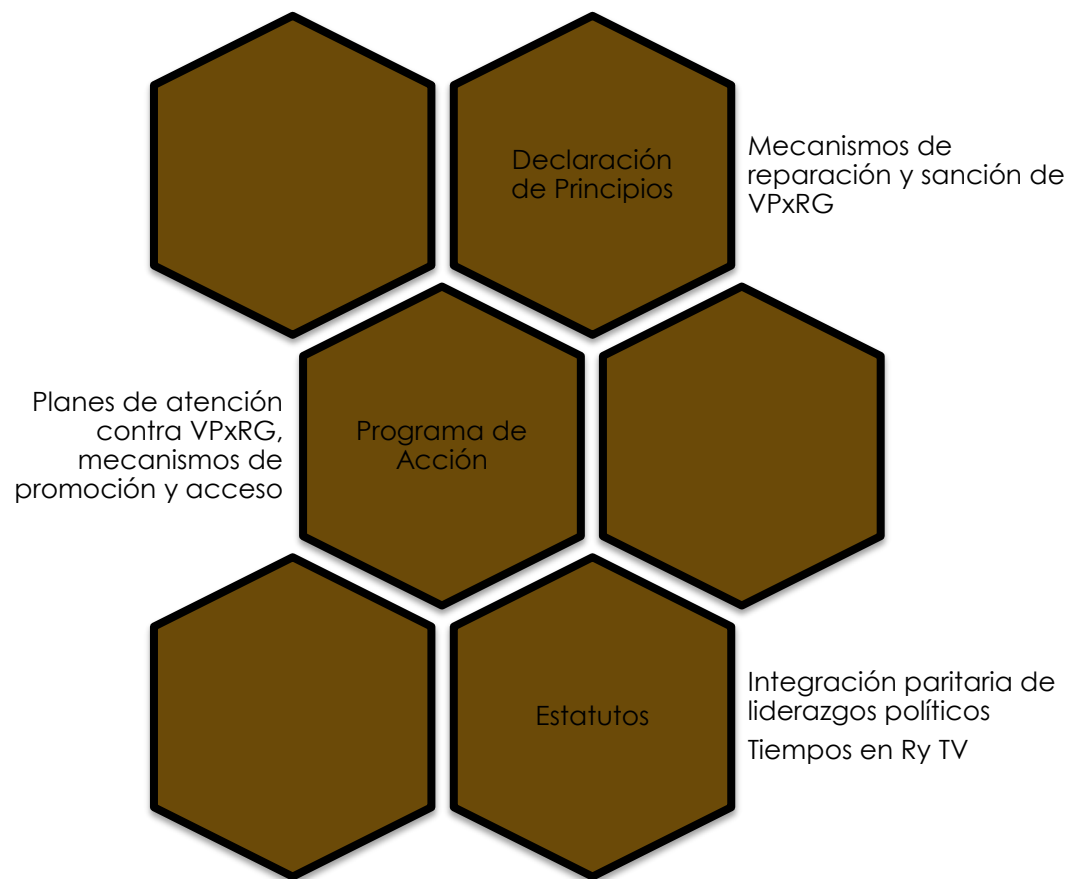 Declaración
de Principios
Mecanismos de
reparación y sanción de
VPxRG
Planes de atención
contra VPxRG,
mecanismos de
promoción y acceso
Programa de
Acción
Estatutos
Integración paritaria de
liderazgos políticos
Tiempos en Ry TV